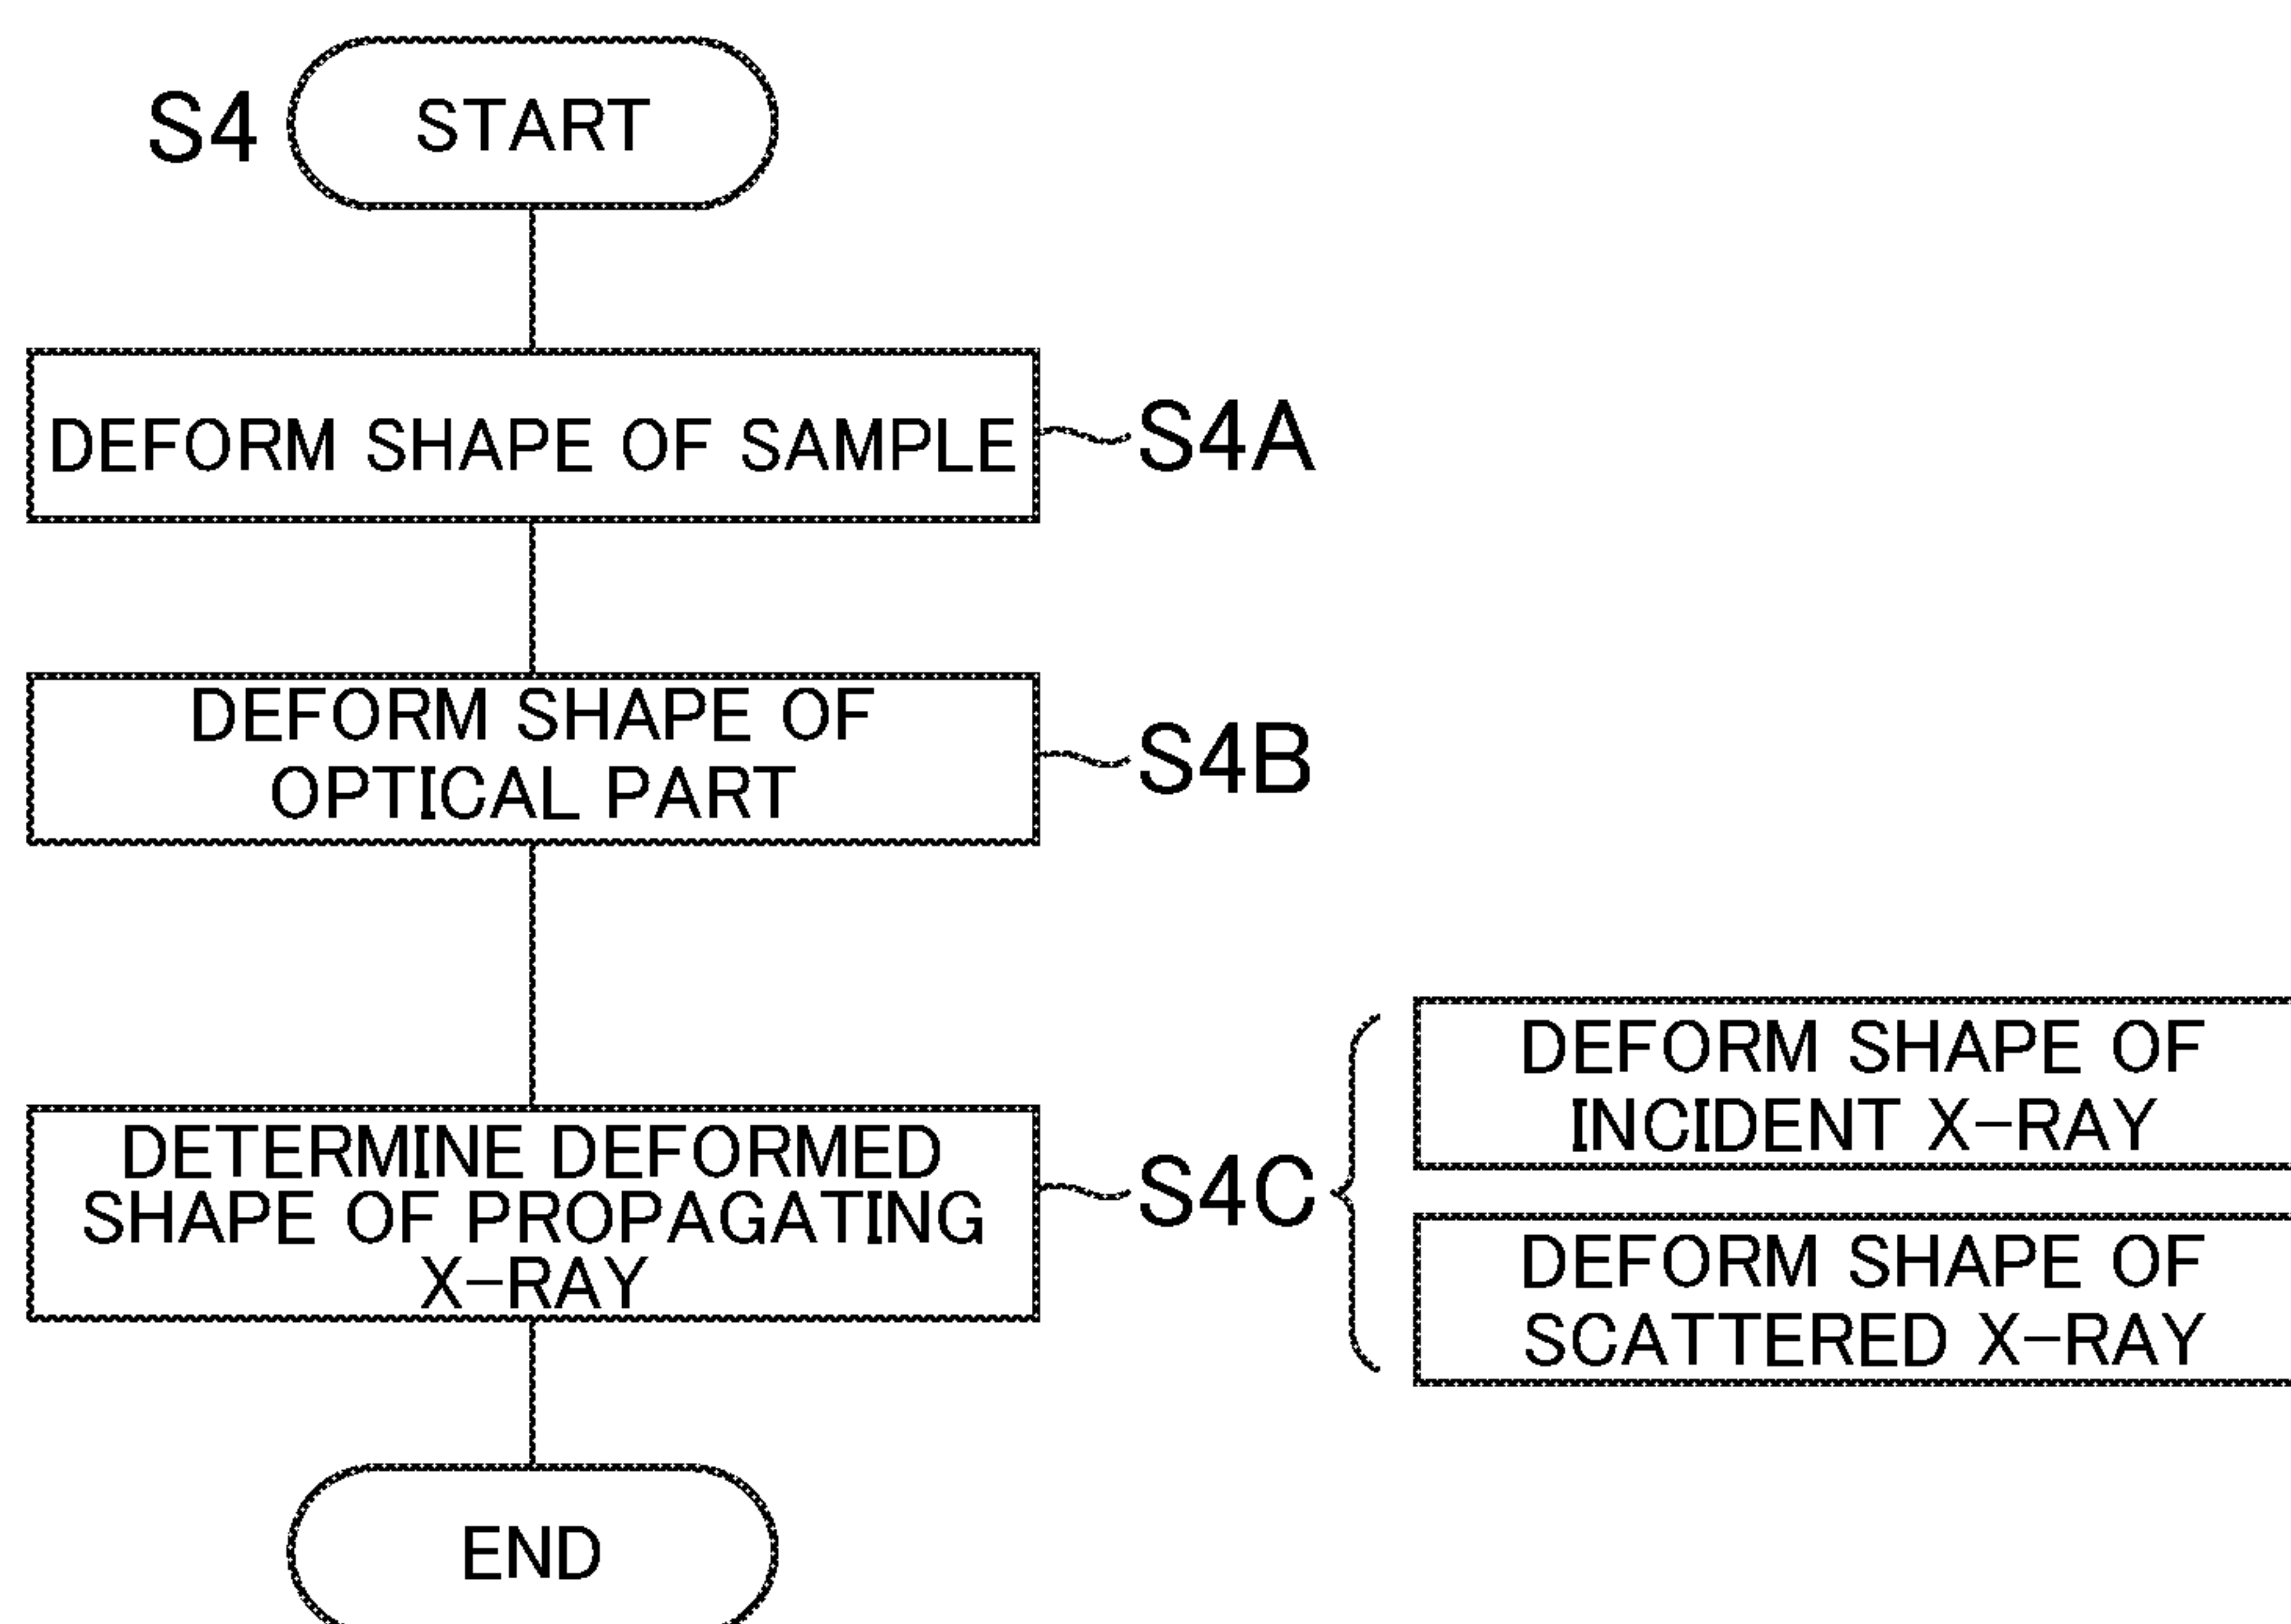 S4
START
DEFORM SHAPE OF SAMPLE
S4A
DEFORM SHAPE OF
OPTICAL PART
S4B
DETERMINE DEFORMED
SHAPE OF PROPAGATING
X-RAY
S4C
DEFORM SHAPE OF
INCIDENT X-RAY
DEFORM SHAPE OF
SCATTERED X-RAY
END